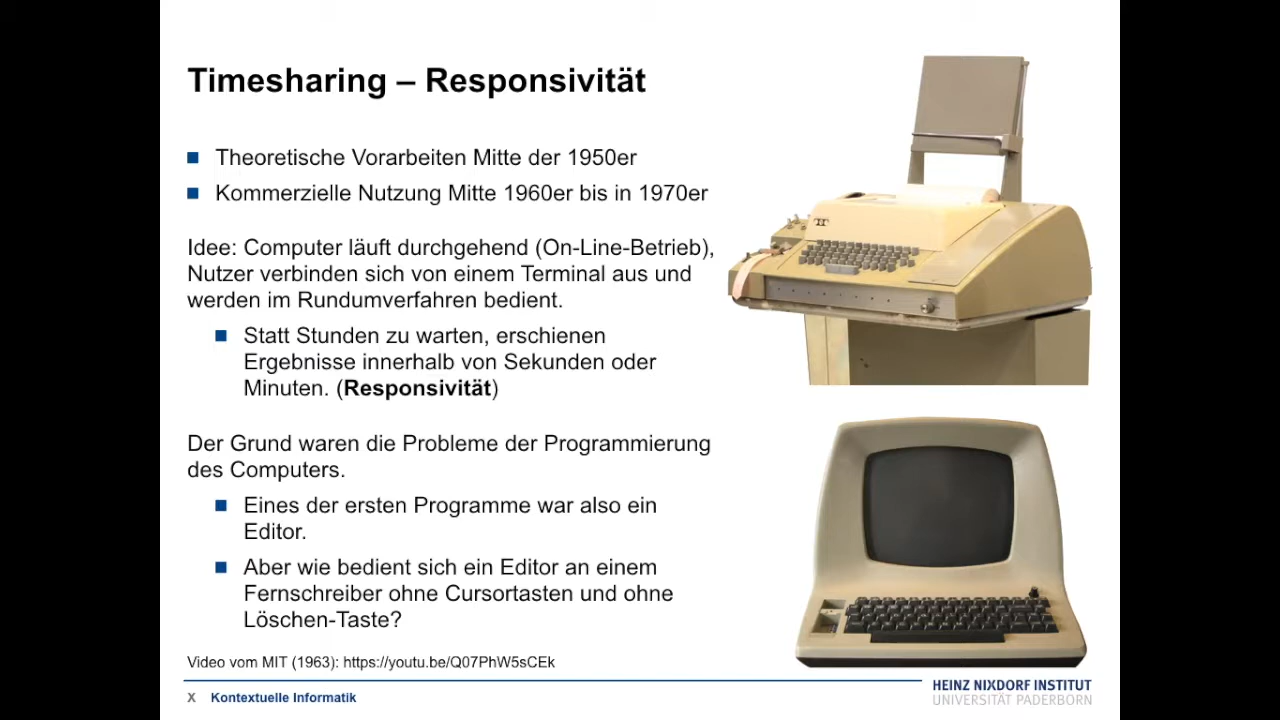 Timesharing – Responsivität
Theoretische Vorarbeiten Mitte der 1950er
Kommerzielle Nutzung Mitte 1960er bis in 1970er
Idee: Computer läuft durchgehend (On-Line-Betrieb),
Nutzer verbinden sich von einem Terminal aus und
werden im Rundumverfahren bedient.
Statt Stunden zu warten, erschienen
Ergebnisse innerhalb von Sekunden oder
Minuten. (Responsivität)
Der Grund waren die Probleme der Programmierung
des Computers.
Eines der ersten Programme war also ein
Editor.
Aber wie bedient sich ein Editor an einem
Fernschreiber ohne Cursortasten und ohne
Löschen-Taste?
Video vom MIT (1963): https://youtu.be/Q07PhW5sCEk
X Kontextuelle Informatik
HEINZ NIXDORF INSTITUT
UNIVERSITÄT PADERBORN